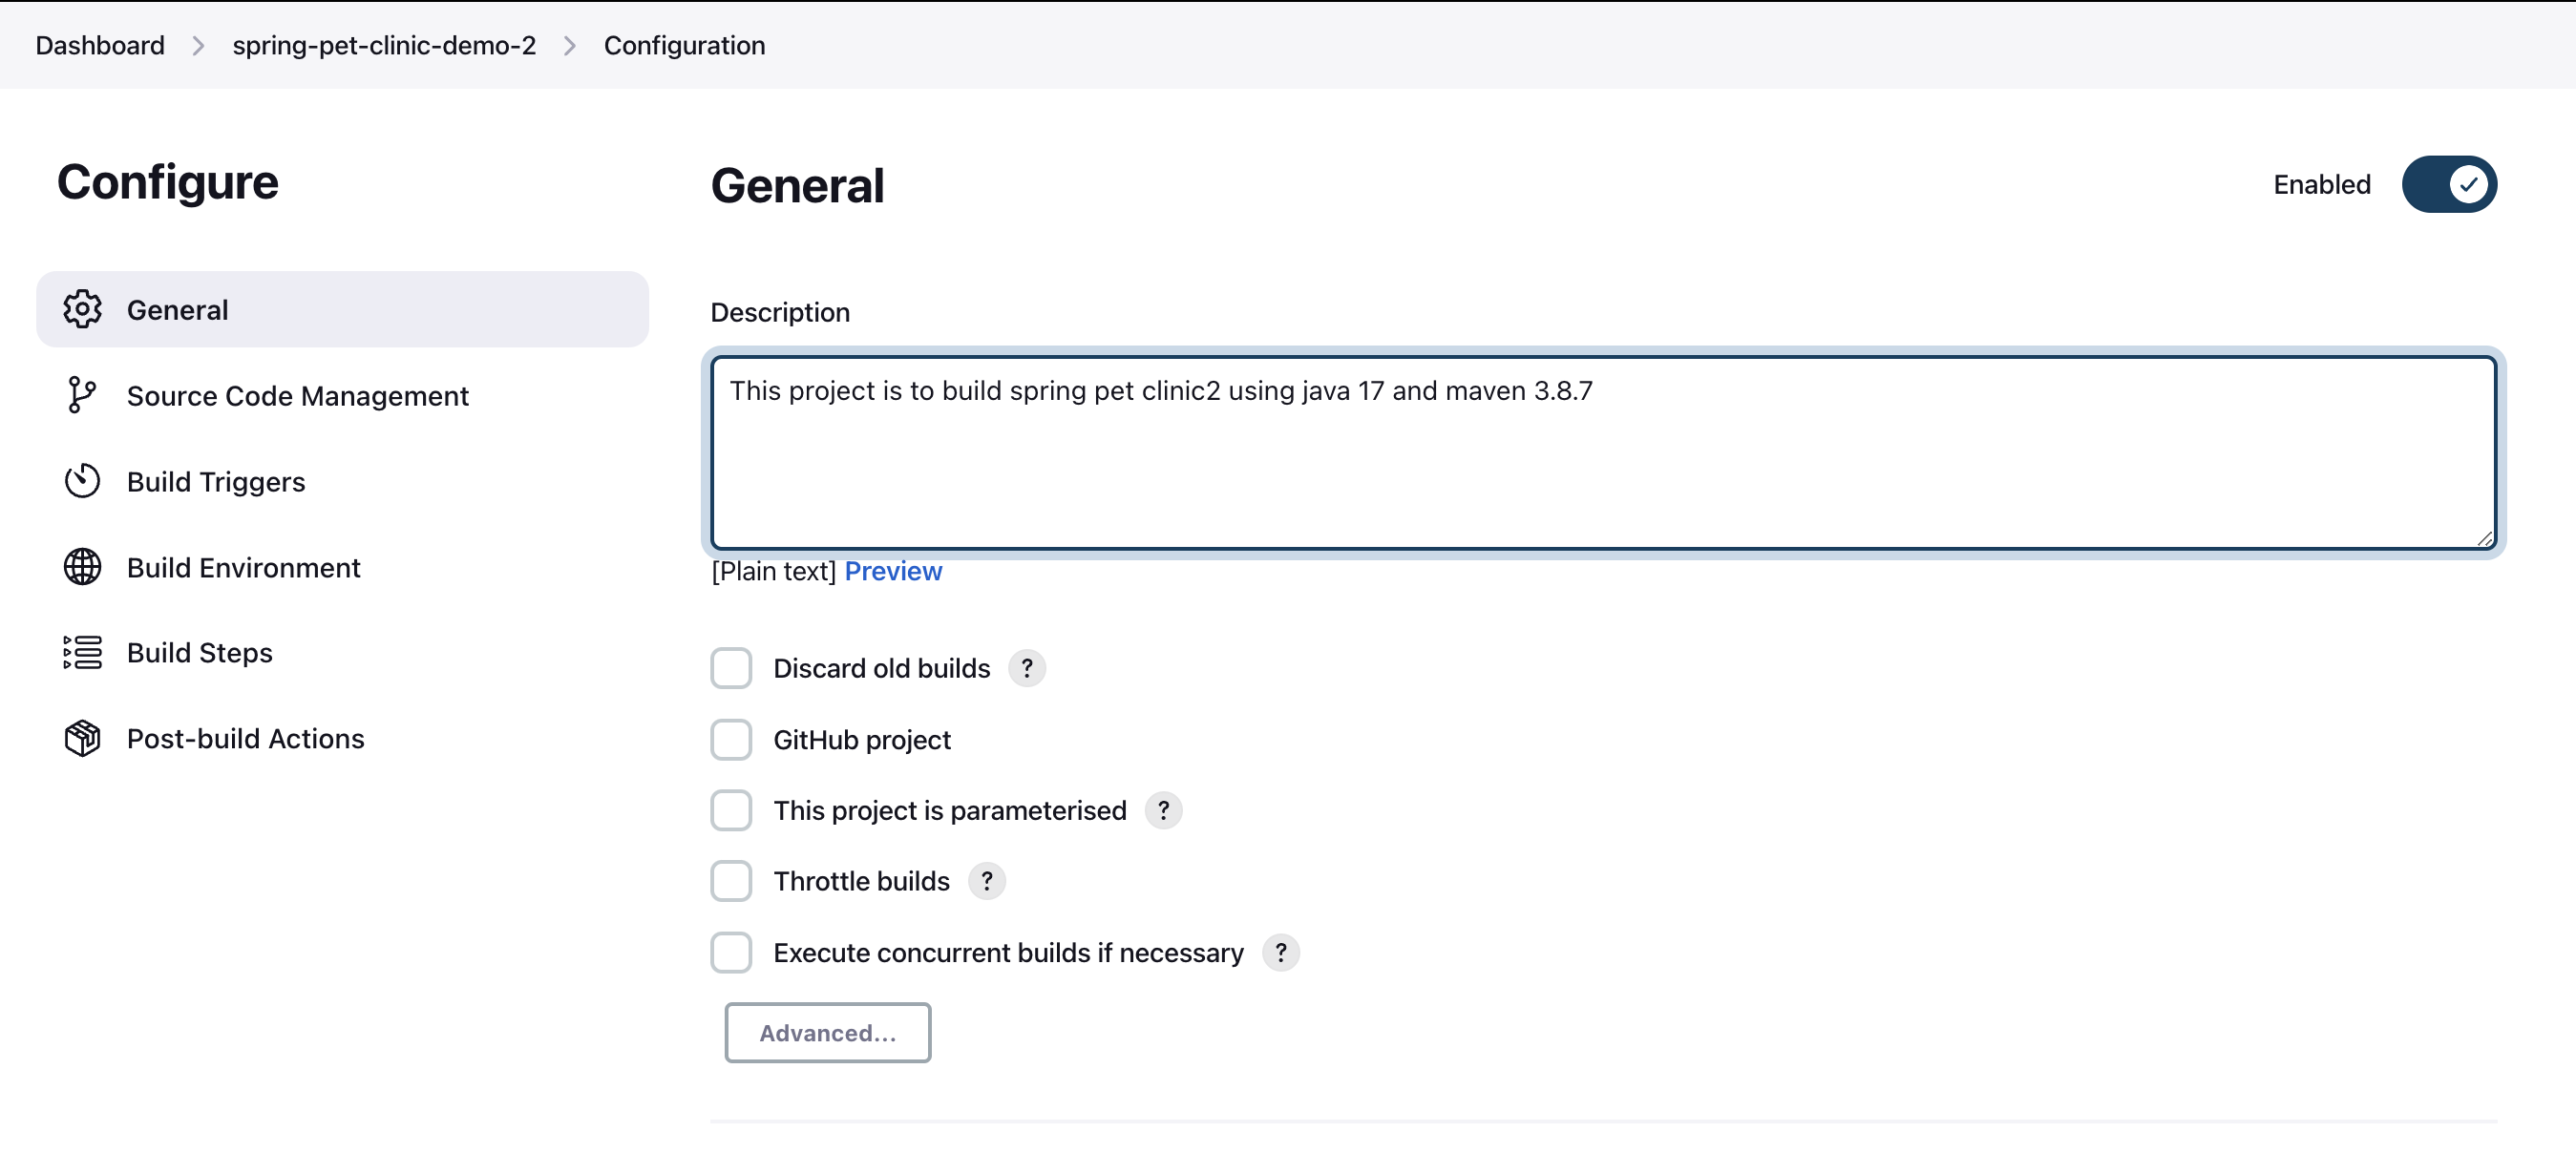 Dashboard > spring-pet-clinic-demo-2 > Configuration
Configure
General
Source Code Management
Build Triggers
Build Environment
Build Steps
Post-build Actions
General
Enabled
Description
This project is to build spring pet clinic2 using java 17 and maven 3.8.7
[Plain text] Preview
Discard old builds ?
GitHub project
This project is parameterised ?
Throttle builds ?
Execute concurrent builds if necessary ?
Advanced...